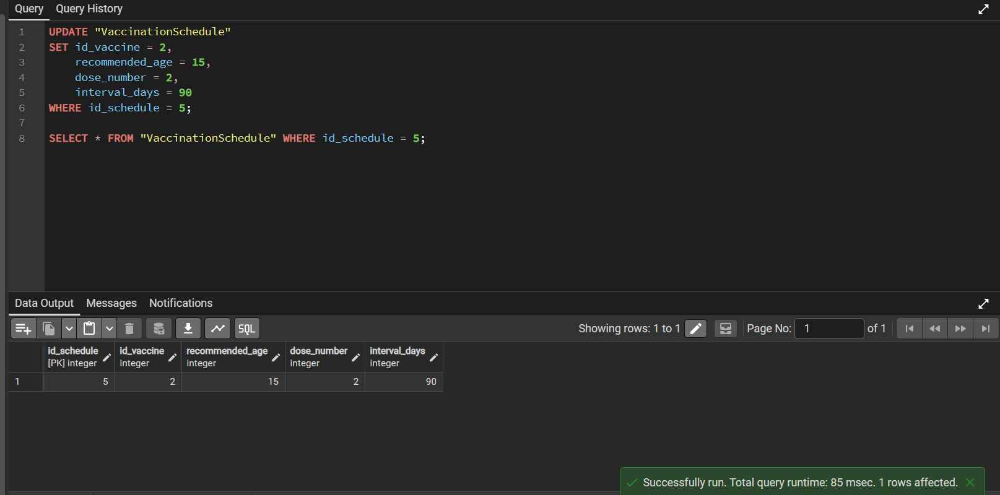 Query Query History
1 UPDATE "VaccinationSchedule"
2 SET id_vaccine = 2,
3 recommended_age = 15,
4 dose_number = 2,
5 interval_days = 90
6 WHERE id_schedule = 5;
7
8 SELECT * FROM "VaccinationSchedule" WHERE id_schedule = 5;
Data Output Messages Notifications
SQL Showing rows: 1 to 1 Page No: 1 of 1
id_schedule id_vaccine recommended_age dose_number interval_days
[PK] integer integer integer integer integer
1 5 2 15 2 90
Successfully run. Total query runtime: 85 msec. 1 rows affected.